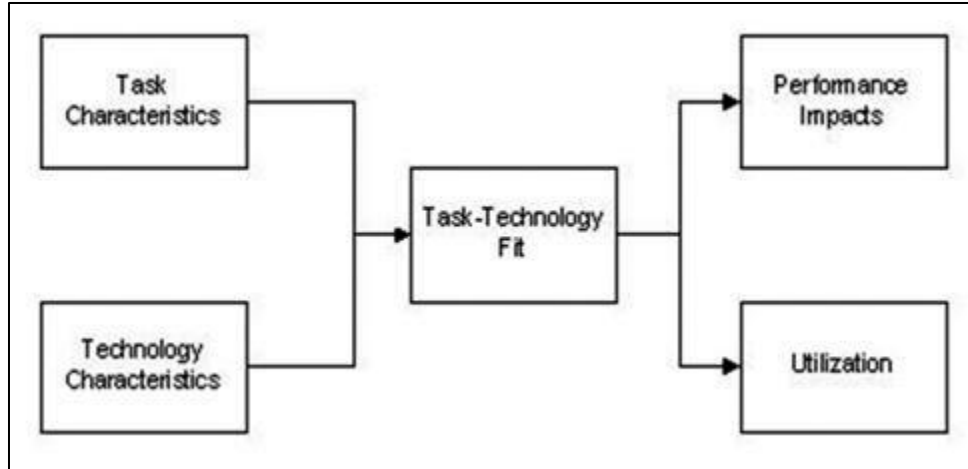 Task
Characteristics
Performance
Impacts
Task-Technology
Fit
Technology
Characteristics
Utilization